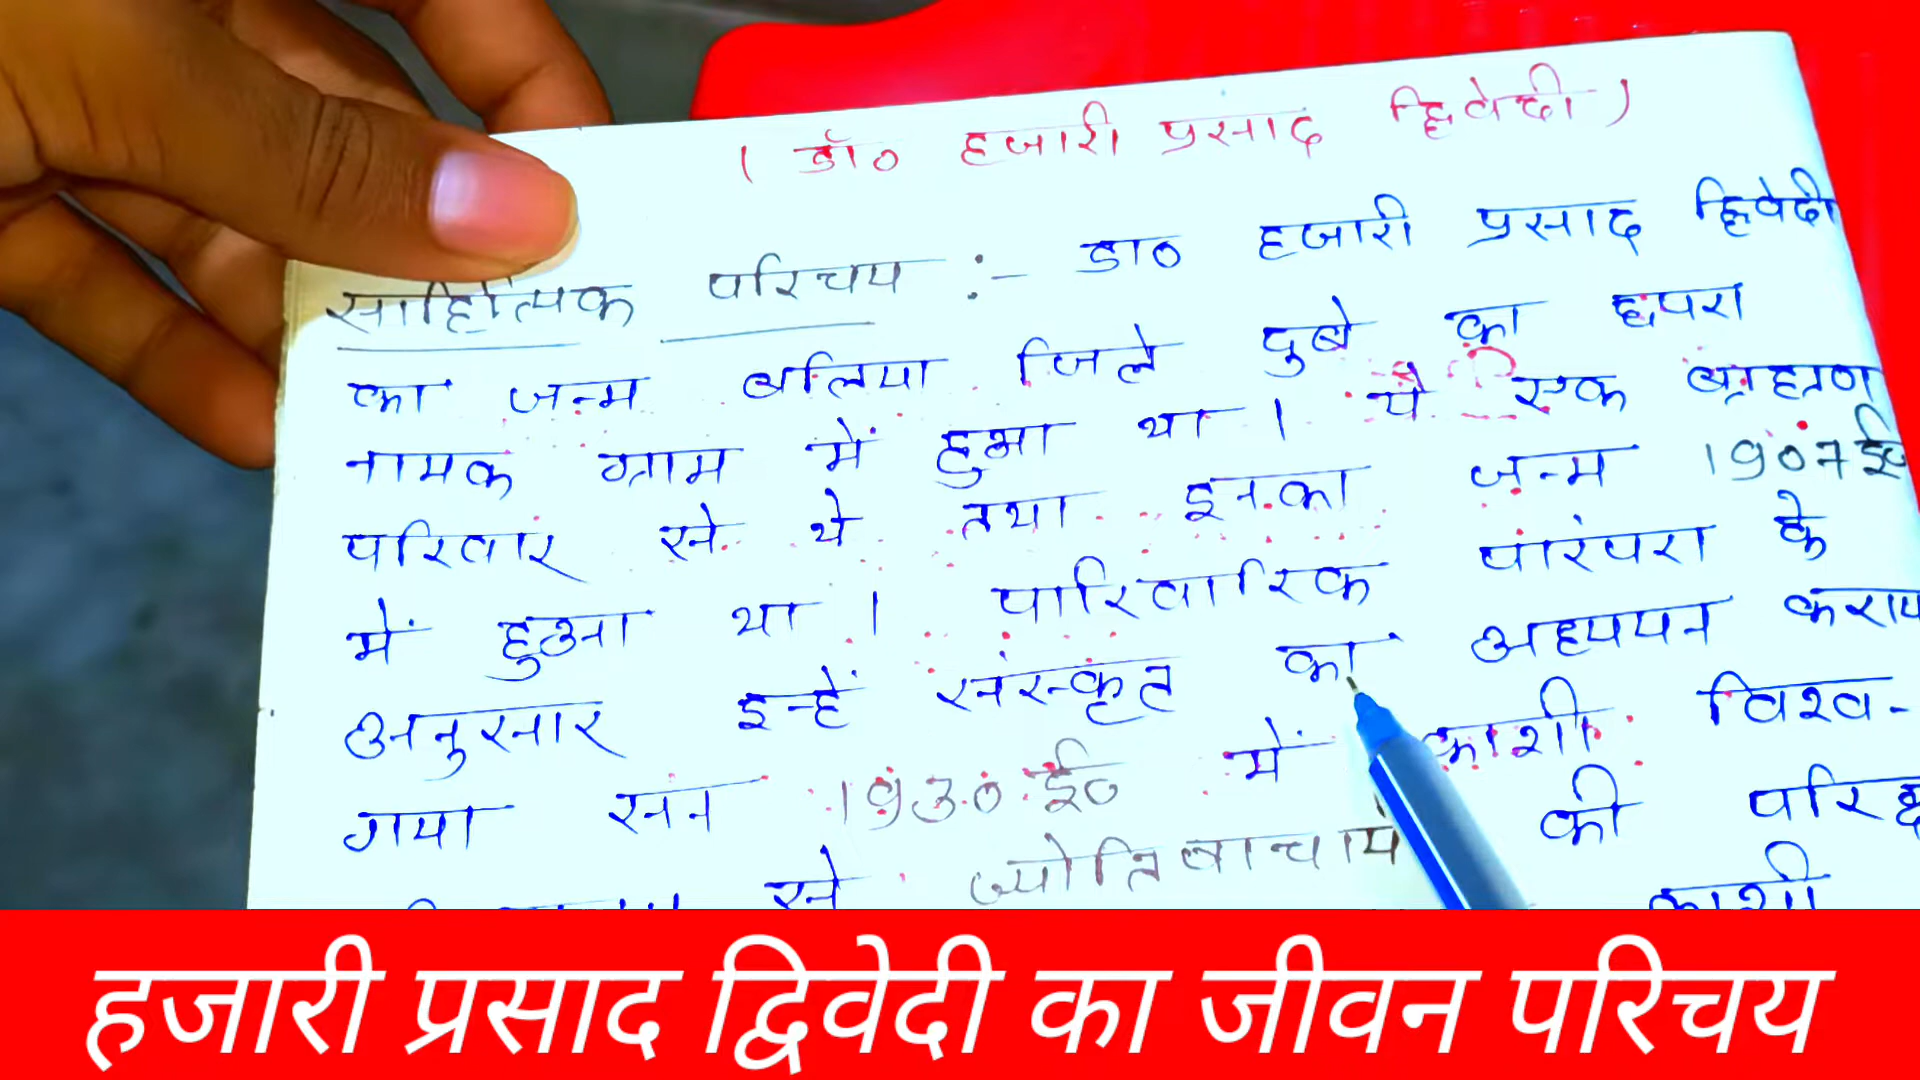 ( डॉ० हजारी प्रसाद द्विवेदी )
साहित्यिक परिचय :- डा० हजारी प्रसाद द्विवेदी
का जन्म बलिया जिले दुबे का छपरा
नामक ग्राम में हुआ था । ये एक ब्राह्मण
परिवार से थे तथा इनका जन्म 1907 ई०
में हुआ था । पारिवारिक पारंपरा के
अनुसार इन्हें संस्कृत का अध्ययन कराया
गया सन 1930 ई० में काशी विश्व-
से ज्योतिषाचार्य की
काशी
हजारी प्रसाद द्विवेदी का जीवन परिचय